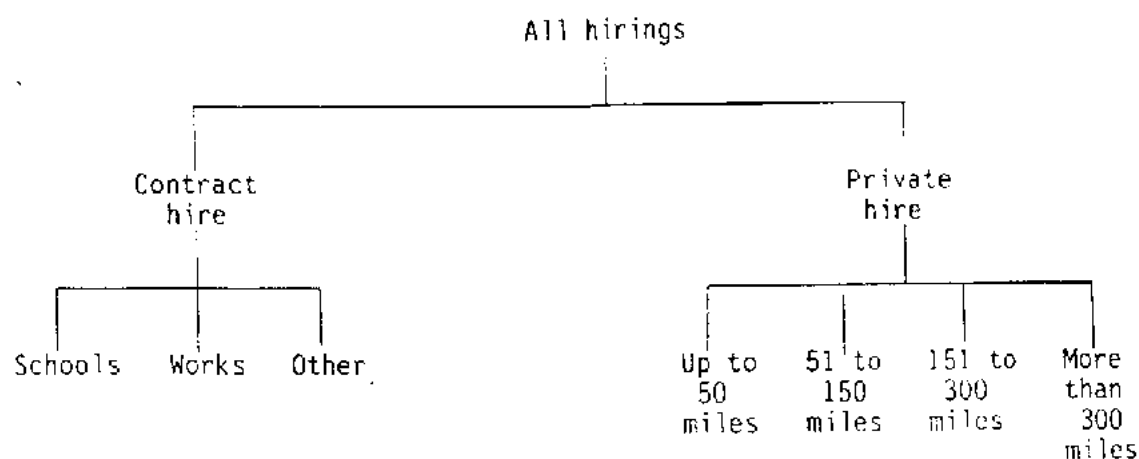 All hirings
Contract
hire
Private
hire
Schools
Works
Other
Up to
50
miles
51 to
150
miles
151 to
300
miles
More
than
300
miles